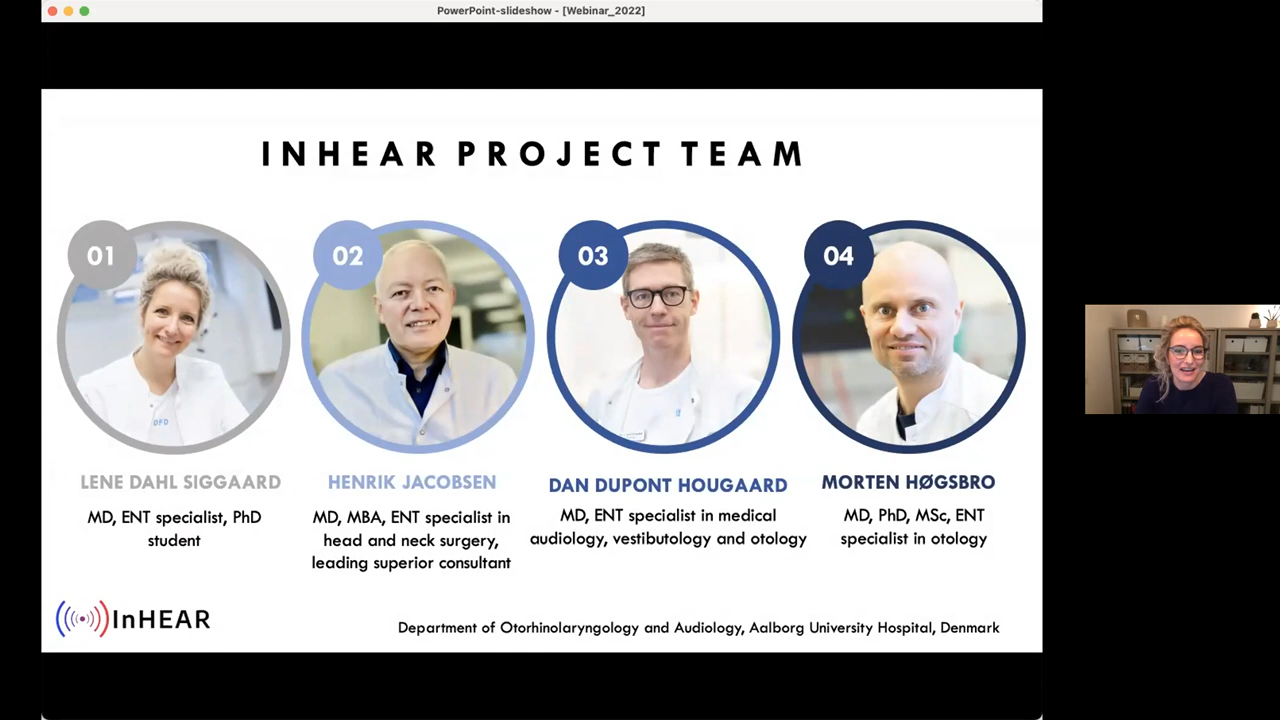 PowerPoint-slideshow - [Webinar_2022]
INHEAR PROJECT TEAM
01
02
03
04
LENE DAHL SIGGAARD
MD, ENT specialist, PhD
student
HENRIK JACOBSEN
MD, MBA, ENT specialist in
head and neck surgery,
leading superior consultant
DAN DUPONT HOUGAARD
MD, ENT specialist in medical
audiology, vestibutology and otology
MORTEN HØGSBRO
MD, PhD, MSc, ENT
specialist in otology
InHEAR
Department of Otorhinolaryngology and Audiology, Aalborg University Hospital, Denmark